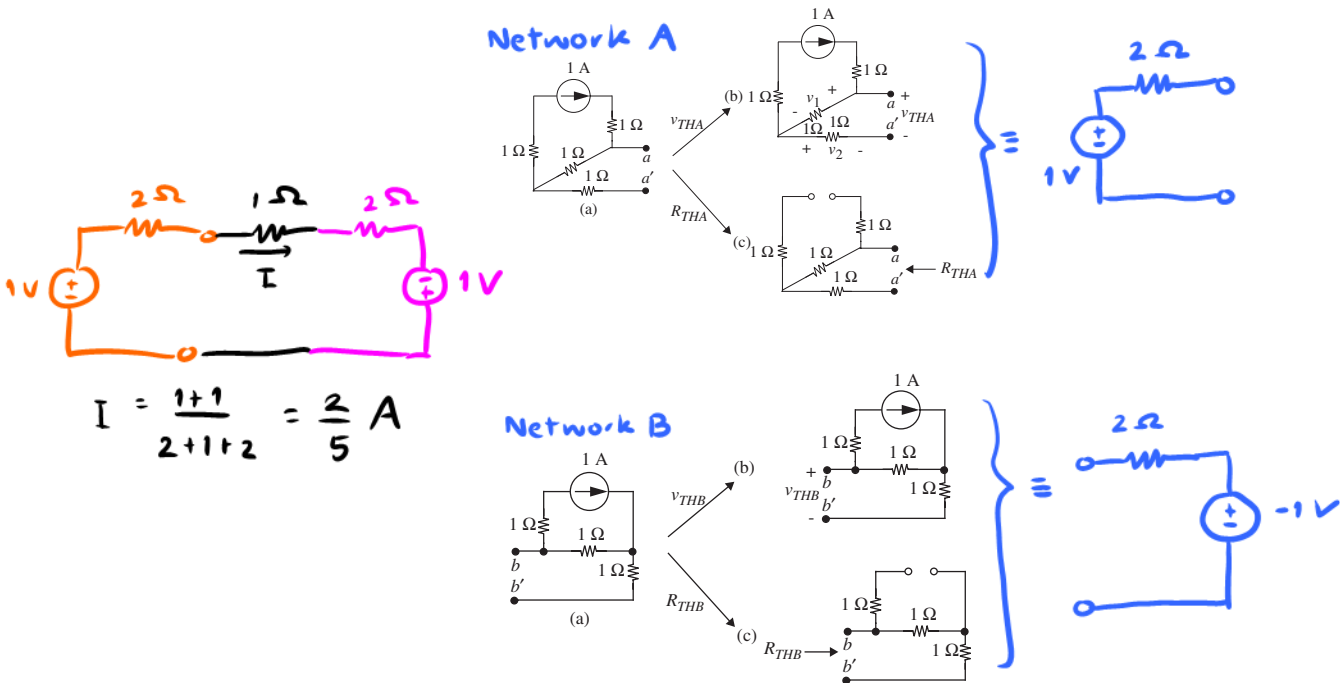 Network A
1 A
1 Ω
1 Ω
1 Ω
a
a′
1 Ω
(a)
v_THA
R_THA
(b)
1 A
1 Ω
1 Ω
v₁ +
-
a +
a′ v_THA
-
1Ω
1Ω
+ v₂ -
(c)
1 Ω
1 Ω
1 Ω
a
a′
1 Ω
R_THA
≡
2 Ω
1V
2 Ω
1 Ω
2 Ω
I
1V
+
-
-
+
1V
I = (1+1)/(2+1+2) = 2/5 A
Network B
1 A
1 Ω
1 Ω
b
1 Ω
b′
(a)
v_THB
R_THB
(b)
1 A
1 Ω
1 Ω
+
b
v_THB
1 Ω
b′
-
(c)
1 Ω
1 Ω
R_THB
b
1 Ω
b′
≡
2 Ω
+
-
-1 V